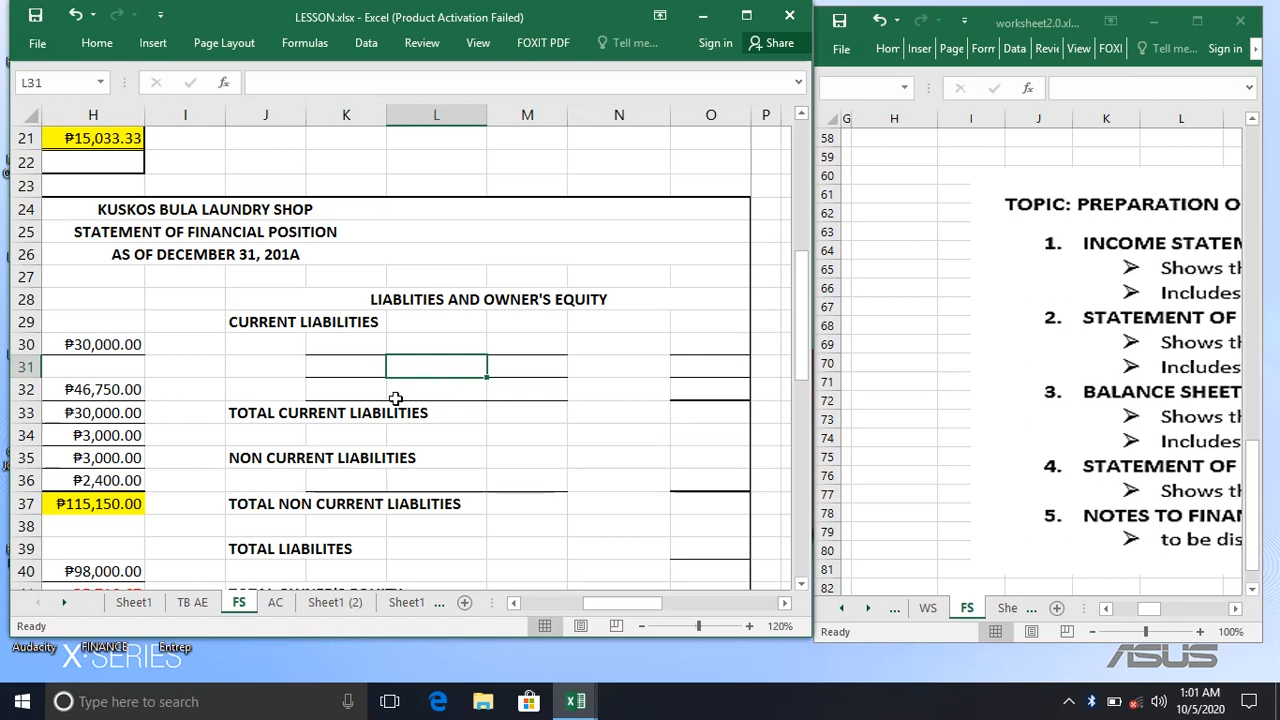 LESSON.xlsx - Excel (Product Activation Failed)
File Home Insert Page Layout Formulas Data Review View FOXIT PDF Tell me... Sign in Share
L31
H I J K L M N O P
21 ₱15,033.33
22
23
24 KUSKOS BULA LAUNDRY SHOP
25 STATEMENT OF FINANCIAL POSITION
26 AS OF DECEMBER 31, 201A
27
28 LIABLITIES AND OWNER'S EQUITY
29 CURRENT LIABILITIES
30 ₱30,000.00
31
32 ₱46,750.00
33 ₱30,000.00 TOTAL CURRENT LIABILITIES
34 ₱3,000.00
35 ₱3,000.00 NON CURRENT LIABILITIES
36 ₱2,400.00
37 ₱115,150.00 TOTAL NON CURRENT LIABLITIES
38
39 TOTAL LIABILITES
40 ₱98,000.00
Sheet1 TB AE FS AC Sheet1 (2) Sheet1 ...
Ready 120%
worksheet2.0.xl...
File Hor Inser Page Forr Data Revi View FOXI Tell me... Sign in
G H I J K L
58
59
60
61 TOPIC: PREPARATION O
62
63 1. INCOME STATEM
64
65 Shows th
66 Includes
67 2. STATEMENT OF
68
69 Shows th
70 Includes
71 3. BALANCE SHEET
72
73 Shows th
74 Includes
75 4. STATEMENT OF
76
77 Shows th
78 5. NOTES TO FINAN
79
80 to be dis
81
82
... WS FS She ...
Ready 100%
Audacity FINANCE Entrep
X-SERIES
ASUS
Type here to search
1:01 AM
10/5/2020